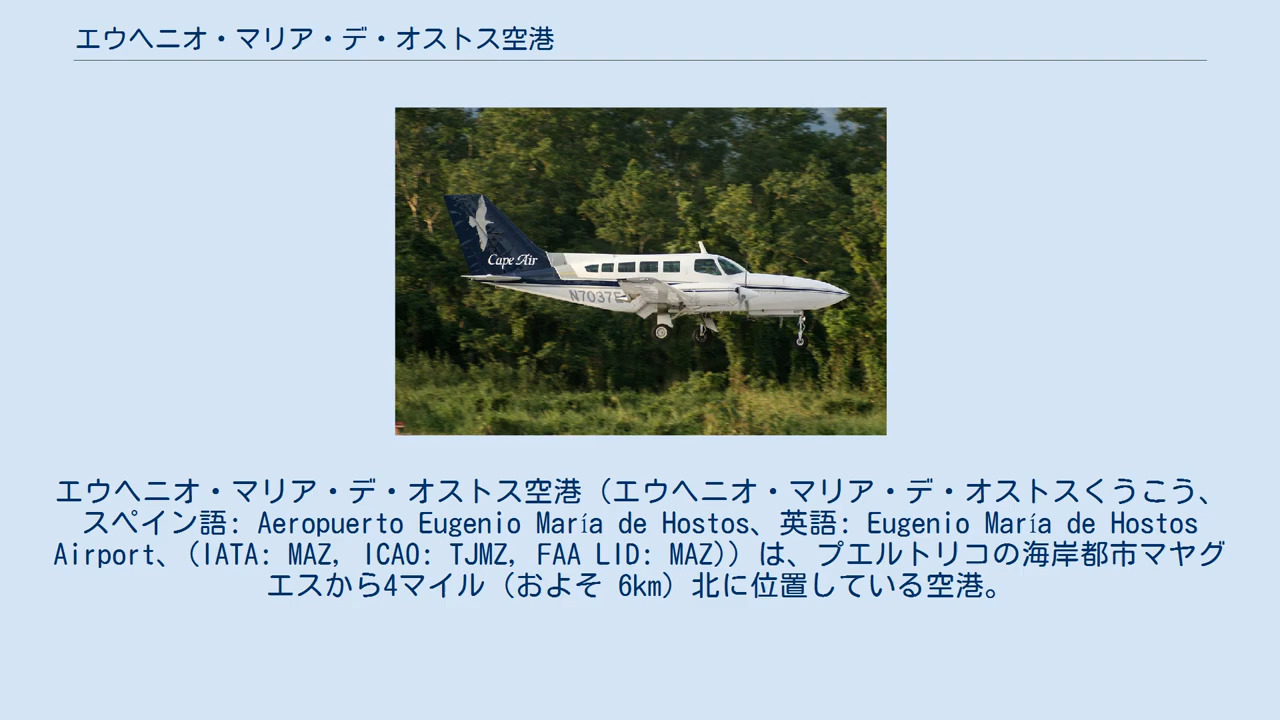 エウヘニオ・マリア・デ・オストス空港
Cape Air
エウヘニオ・マリア・デ・オストス空港（エウヘニオ・マリア・デ・オストスくうこう、
スペイン語: Aeropuerto Eugenio María de Hostos、英語: Eugenio María de Hostos
Airport、（IATA: MAZ, ICAO: TJMZ, FAA LID: MAZ)）は、プエルトリコの海岸都市マヤグ
エスから4マイル（およそ 6km）北に位置している空港。